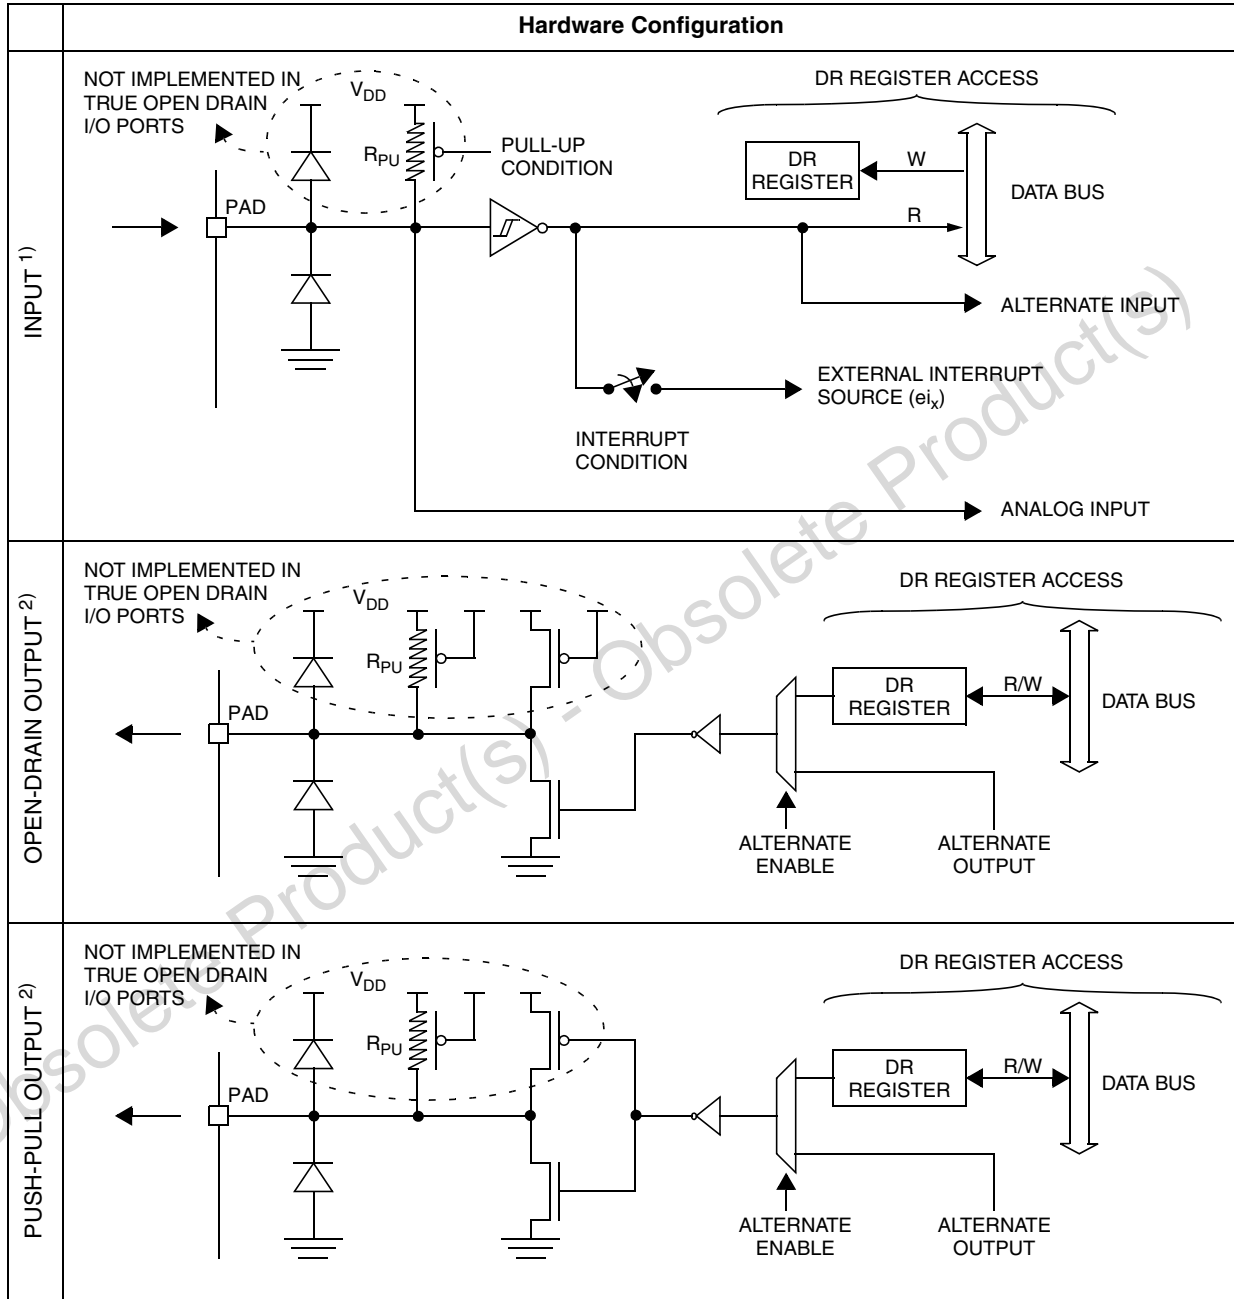 Hardware Configuration
INPUT 1)
NOT IMPLEMENTED IN
TRUE OPEN DRAIN
I/O PORTS
VDD
RPU
PULL-UP
CONDITION
PAD
DR REGISTER ACCESS
DR
REGISTER
W
R
DATA BUS
ALTERNATE INPUT
EXTERNAL INTERRUPT
SOURCE (eix)
INTERRUPT
CONDITION
ANALOG INPUT
OPEN-DRAIN OUTPUT 2)
NOT IMPLEMENTED IN
TRUE OPEN DRAIN
I/O PORTS
VDD
RPU
PAD
DR REGISTER ACCESS
DR
REGISTER
R/W
DATA BUS
ALTERNATE
ENABLE
ALTERNATE
OUTPUT
PUSH-PULL OUTPUT 2)
NOT IMPLEMENTED IN
TRUE OPEN DRAIN
I/O PORTS
VDD
RPU
PAD
DR REGISTER ACCESS
DR
REGISTER
R/W
DATA BUS
ALTERNATE
ENABLE
ALTERNATE
OUTPUT
Obsolete Product(s) - Obsolete Product(s)